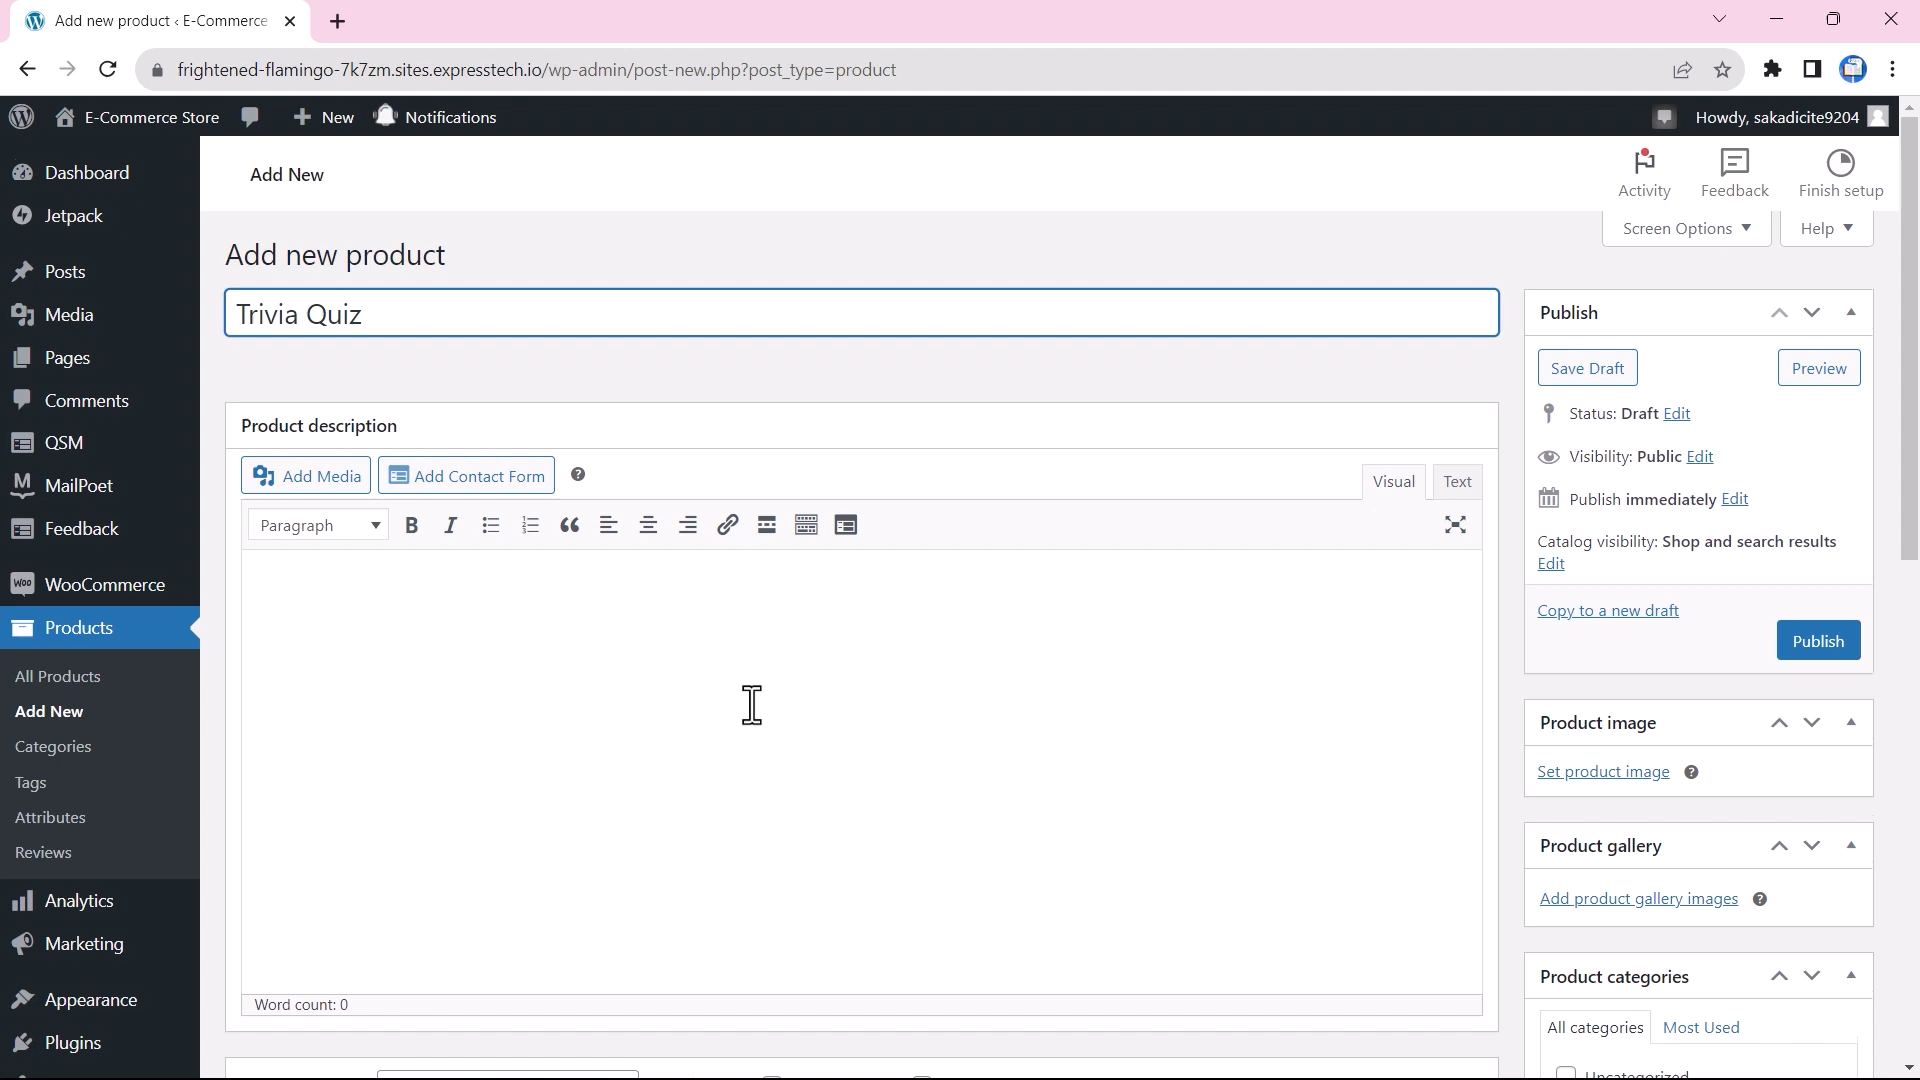 Add new product ‹ E-Commerce
frightened-flamingo-7k7zm.sites.expresstech.io/wp-admin/post-new.php?post_type=product
E-Commerce Store
New
Notifications
Howdy, sakadicite9204
Dashboard
Jetpack
Posts
Media
Pages
Comments
QSM
MailPoet
Feedback
WooCommerce
Products
All Products
Add New
Categories
Tags
Attributes
Reviews
Analytics
Marketing
Appearance
Plugins
Add New
Activity
Feedback
Finish setup
Screen Options
Help
Add new product
Trivia Quiz
Product description
Add Media
Add Contact Form
Visual
Text
Paragraph
Word count: 0
Publish
Save Draft
Preview
Status: Draft Edit
Visibility: Public Edit
Publish immediately Edit
Catalog visibility: Shop and search results
Edit
Copy to a new draft
Publish
Product image
Set product image
Product gallery
Add product gallery images
Product categories
All categories
Most Used
Uncategorized